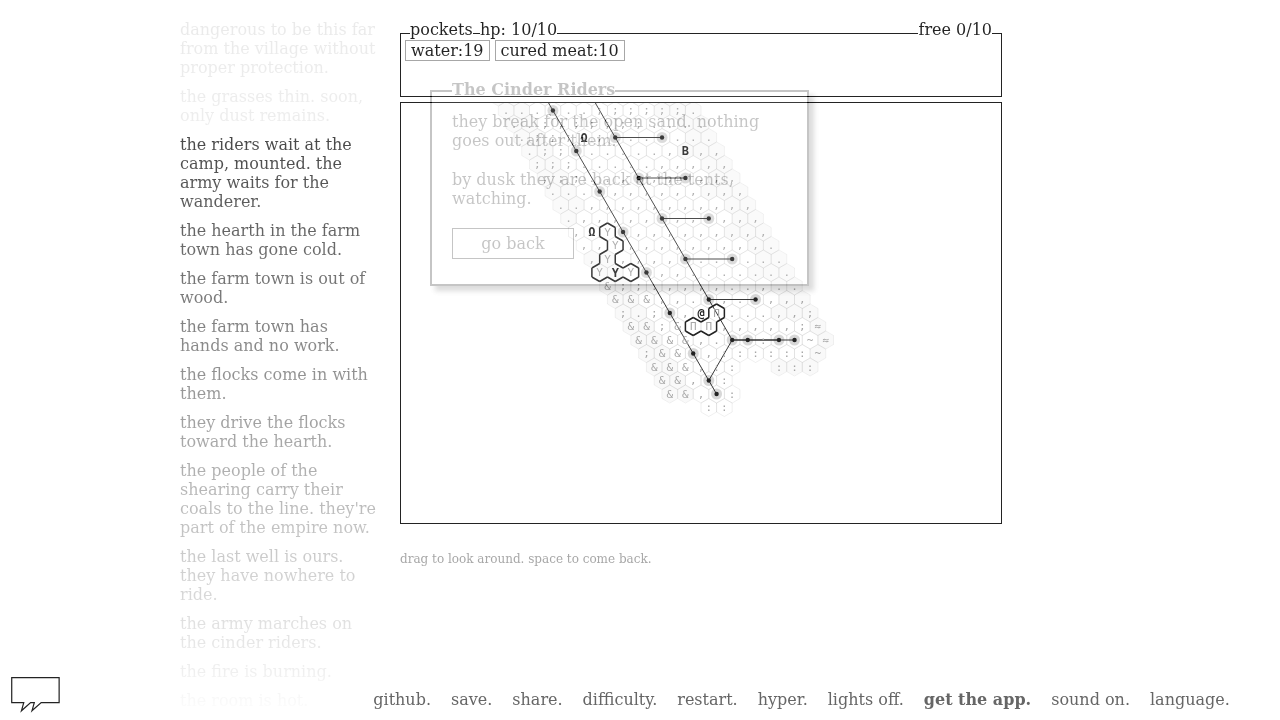 dangerous to be this far
from the village without
proper protection.
the grasses thin. soon,
only dust remains.
the riders wait at the
camp, mounted. the
army waits for the
wanderer.
the hearth in the farm
town has gone cold.
the farm town is out of
wood.
the farm town has
hands and no work.
the flocks come in with
them.
they drive the flocks
toward the hearth.
the people of the
shearing carry their
coals to the line. they're
part of the empire now.
the last well is ours.
they have nowhere to
ride.
the army marches on
the cinder riders.
the fire is burning.
the room is hot
pockets hp: 10/10 free 0/10
water:19 cured meat:10
The Cinder Riders
they break for the open sand. nothing
goes out after them.
by dusk they are back at the tents,
watching.
go back
drag to look around. space to come back.
github. save. share. difficulty. restart. hyper. lights off. get the app. sound on. language.